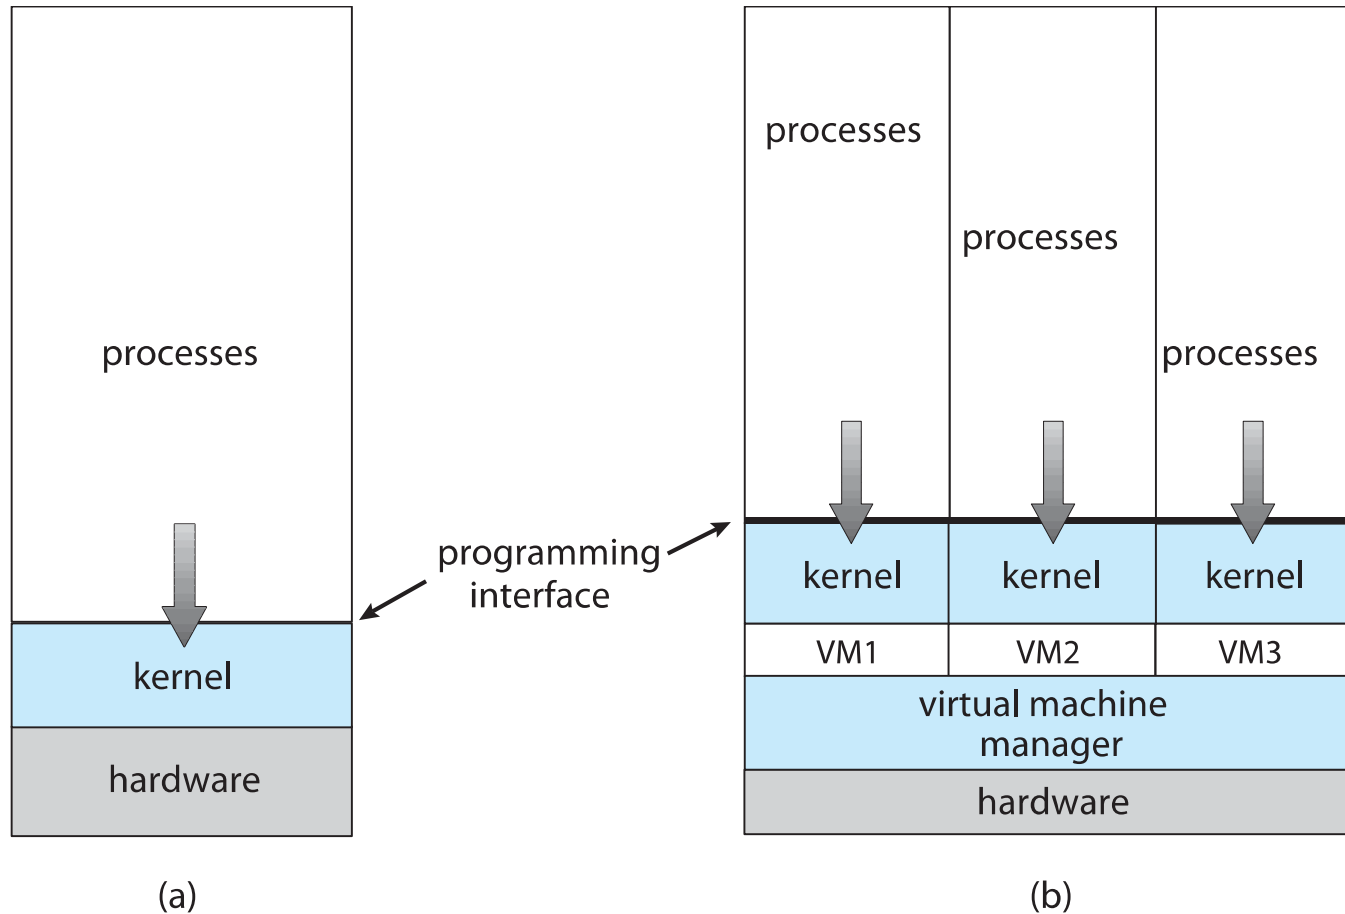 processes
kernel
hardware
(a)
programming
interface
processes
processes
processes
kernel
kernel
kernel
VM1
VM2
VM3
virtual machine
manager
hardware
(b)